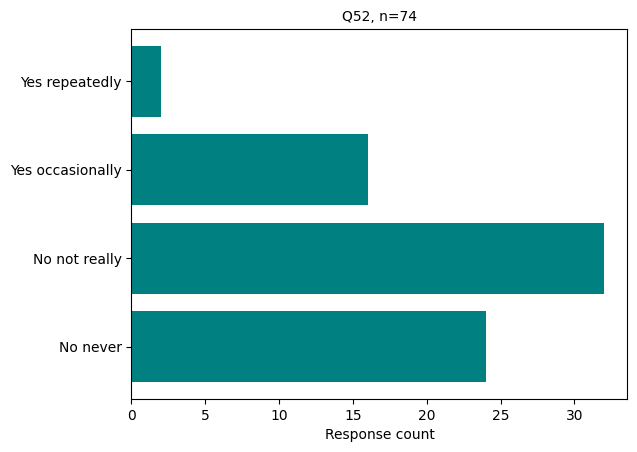 Q52, n=74
Yes repeatedly
Yes occasionally
No not really
No never
0 5 10 15 20 25 30
Response count